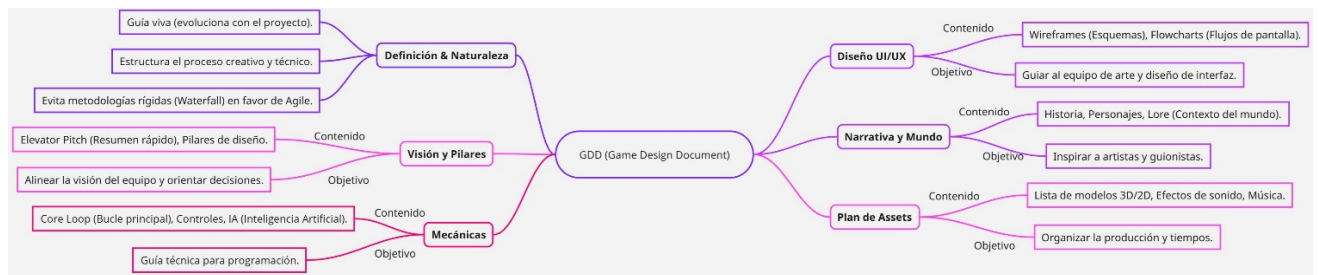 GDD (Game Design Document)
Definición & Naturaleza
Guía viva (evoluciona con el proyecto).
Estructura el proceso creativo y técnico.
Evita metodologías rígidas (Waterfall) en favor de Agile.
Visión y Pilares
Contenido
Elevator Pitch (Resumen rápido), Pilares de diseño.
Objetivo
Alinear la visión del equipo y orientar decisiones.
Mecánicas
Contenido
Core Loop (Bucle principal), Controles, IA (Inteligencia Artificial).
Objetivo
Guía técnica para programación.
Diseño UI/UX
Contenido
Wireframes (Esquemas), Flowcharts (Flujos de pantalla).
Objetivo
Guiar al equipo de arte y diseño de interfaz.
Narrativa y Mundo
Contenido
Historia, Personajes, Lore (Contexto del mundo).
Objetivo
Inspirar a artistas y guionistas.
Plan de Assets
Contenido
Lista de modelos 3D/2D, Efectos de sonido, Música.
Objetivo
Organizar la producción y tiempos.